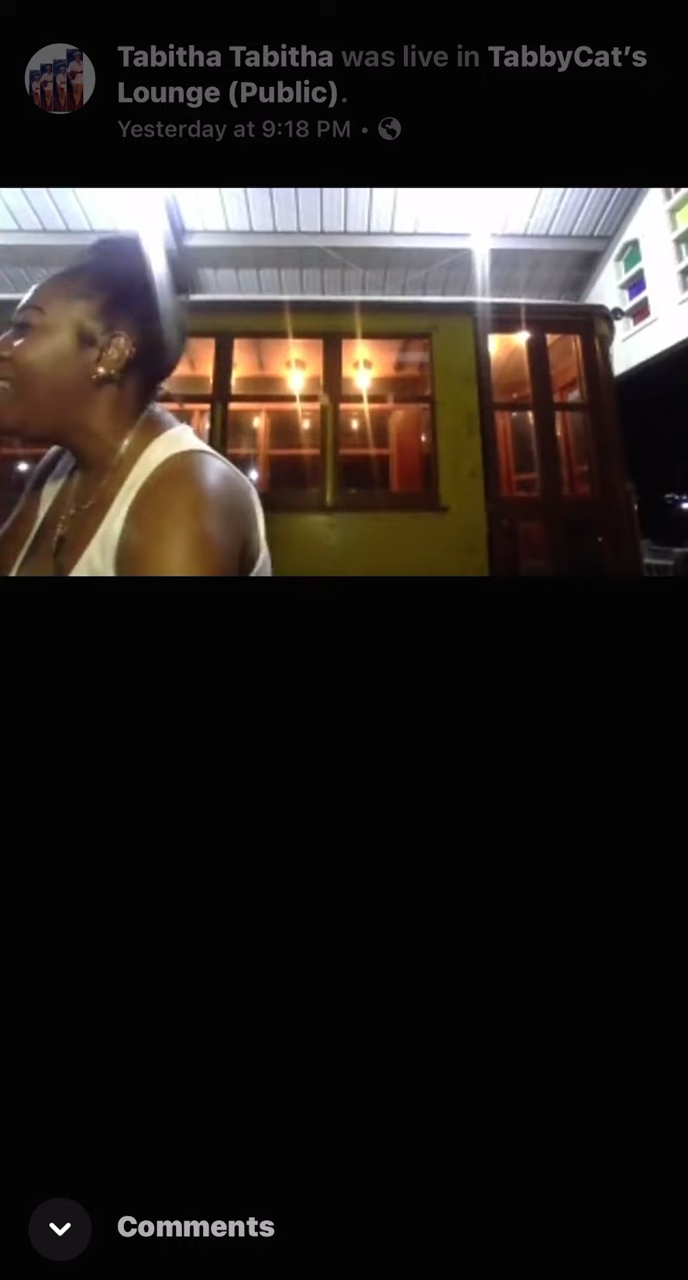 Tabitha Tabitha was live in TabbyCat’s
Lounge (Public).
Yesterday at 9:18 PM •
Comments